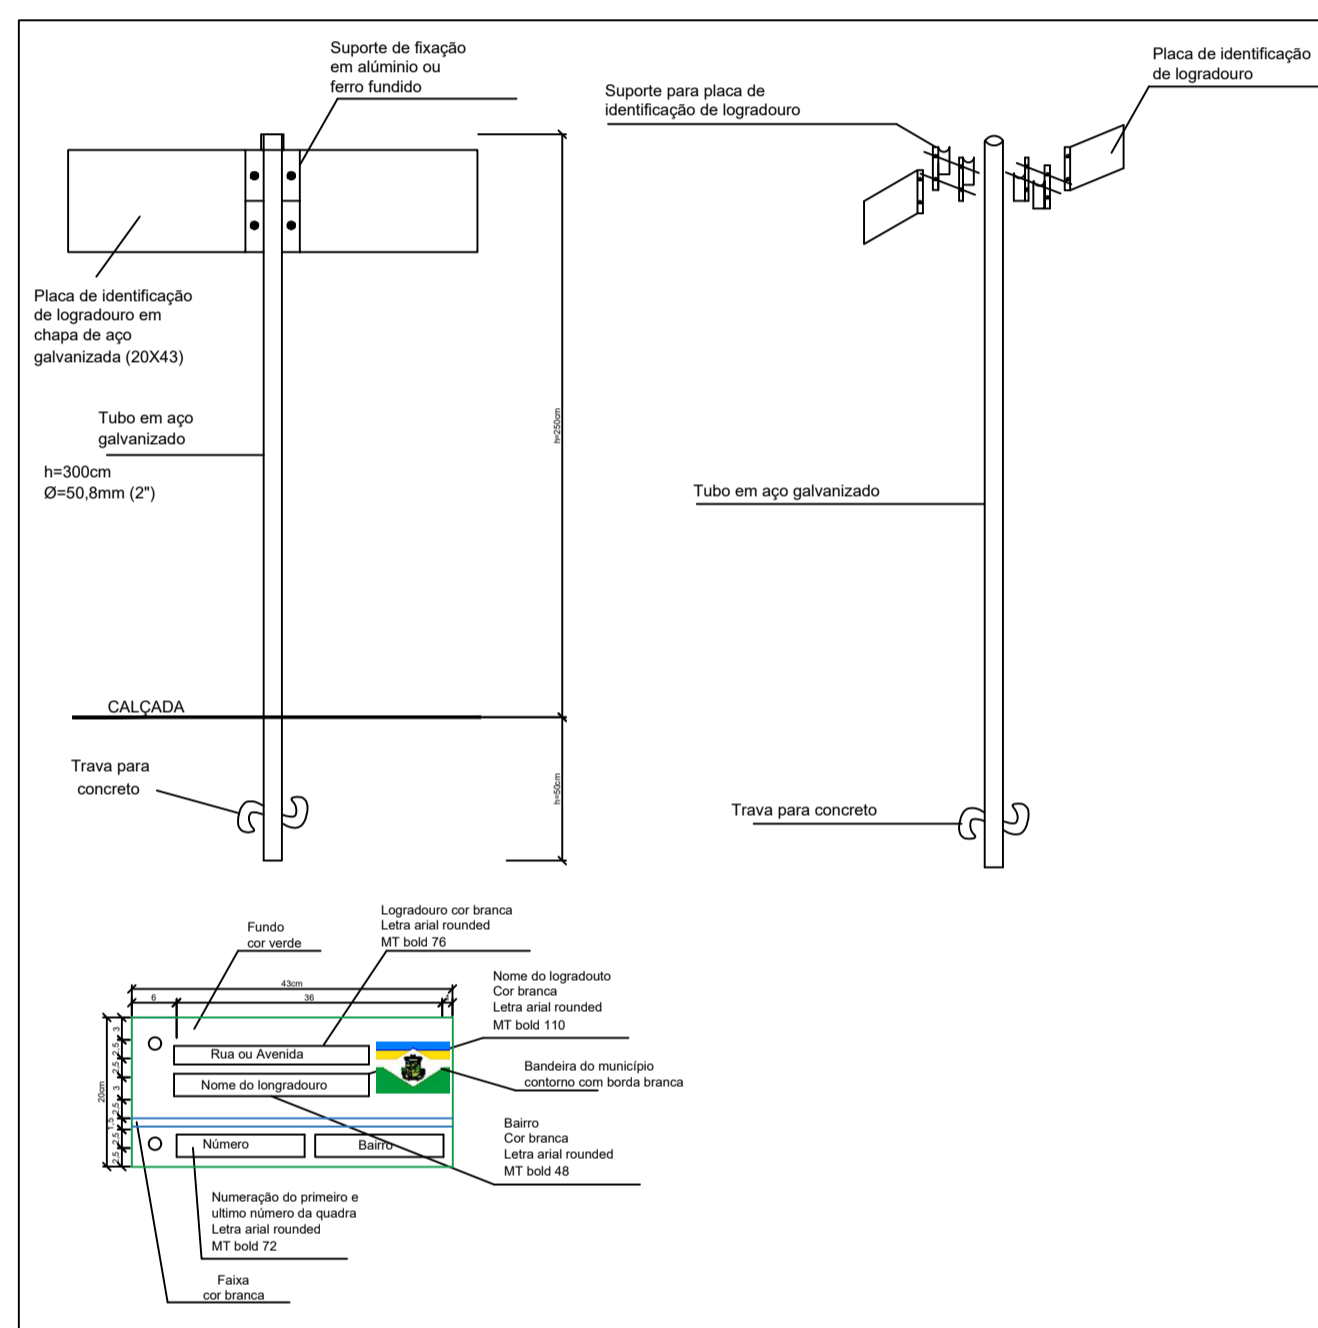 Suporte de fixação
em alúminio ou
ferro fundido
Placa de identificação
de logradouro
Suporte para placa de
identificação de logradouro
Placa de identificação
de logradouro em
chapa de aço
galvanizada (20X43)
Tubo em aço
galvanizado
h=300cm
Ø=50,8mm (2")
h=250cm
Tubo em aço galvanizado
CALÇADA
Trava para
concreto
h=50cm
Trava para concreto
Fundo
cor verde
Logradouro cor branca
Letra arial rounded
MT bold 76
Nome do logradouto
Cor branca
Letra arial rounded
MT bold 110
43cm
6
36
20cm
3
2.5
2.5
3
2.5
1,5
2.5
2.5
Rua ou Avenida
Nome do longradouro
Número
Bairro
Bandeira do município
contorno com borda branca
Bairro
Cor branca
Letra arial rounded
MT bold 48
Numeração do primeiro e
ultimo número da quadra
Letra arial rounded
MT bold 72
Faixa
cor branca